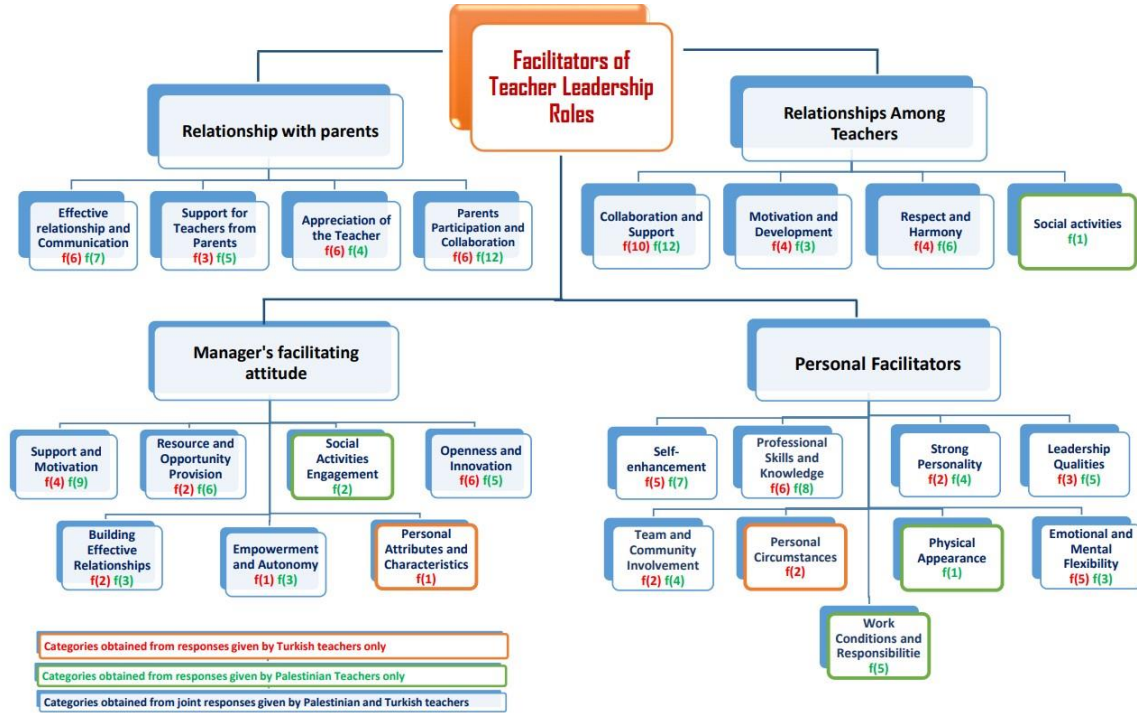 Facilitators of
Teacher Leadership
Roles
Relationship with parents
Relationships Among
Teachers
Effective
relationship and
Communication
f(6) f(7)
Support for
Teachers from
Parents
f(3) f(5)
Appreciation of
the Teacher
f(6) f(4)
Parents
Participation and
Collaboration
f(6) f(12)
Collaboration and
Support
f(10) f(12)
Motivation and
Development
f(4) f(3)
Respect and
Harmony
f(4) f(6)
Social activities
f(1)
Manager's facilitating
attitude
Personal Facilitators
Support and
Motivation
f(4) f(9)
Resource and
Opportunity
Provision
f(2) f(6)
Social
Activities
Engagement
f(2)
Openness and
Innovation
f(6) f(5)
Building
Effective
Relationships
f(2) f(3)
Empowerment
and Autonomy
f(1) f(3)
Personal
Attributes and
Characteristics
f(1)
Self-
enhancement
f(5) f(7)
Professional
Skills and
Knowledge
f(6) f(8)
Strong
Personality
f(2) f(4)
Leadership
Qualities
f(3) f(5)
Team and
Community
Involvement
f(2) f(4)
Personal
Circumstances
f(2)
Physical
Appearance
f(1)
Emotional and
Mental
Flexibility
f(5) f(3)
Work
Conditions and
Responsibilitie
f(5)
Categories obtained from responses given by Turkish teachers only
Categories obtained from responses given by Palestinian Teachers only
Categories obtained from joint responses given by Palestinian and Turkish teachers